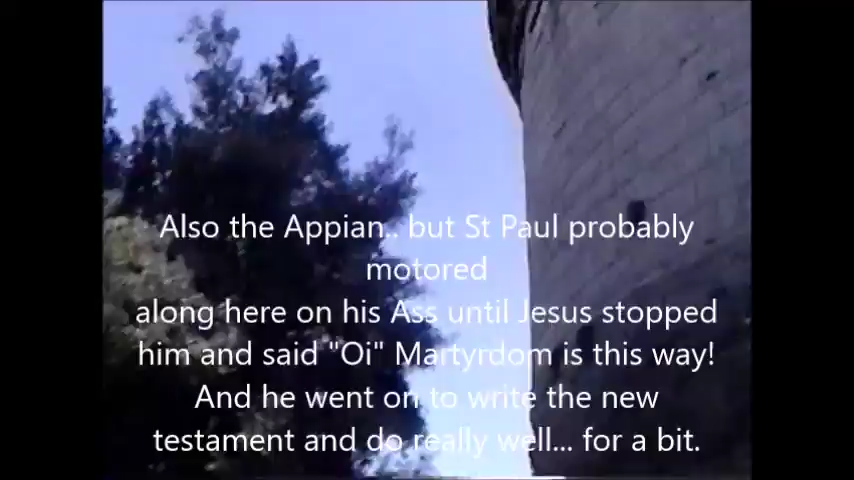 Also the Appian.. but St Paul probably
motored
along here on his Ass until Jesus stopped
him and said "Oi" Martyrdom is this way!
And he went on to write the new
testament and do really well... for a bit.